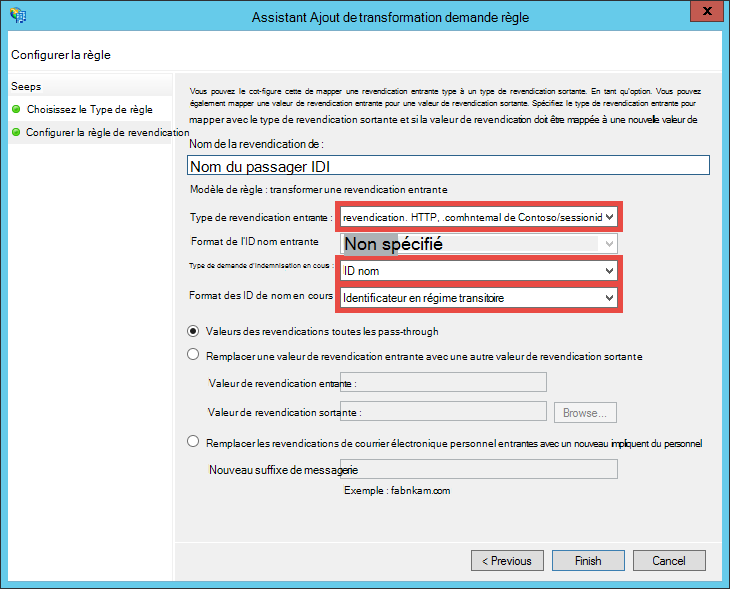 Assistant Ajout de transformation demande règle
X
Configurer la règle
Seeps
Choisissez le Type de règle
Configurer la règle de revendication
Vous pouvez le cot-figure cette de mapper une revendication entrante type à un type de revendication sortante. En tant qu'option. Vous pouvez
également mapper une valeur de revendication entrante pour une valeur de revendication sortante. Spécifiez le type de revendication entrante pour
mapper avec le type de revendication sortante et si la valeur de revendication doit être mappée à une nouvelle valeur de
Nom de la revendication de :
Nom du passager IDI
Modèle de règle : transformer une revendication entrante
Type de revendication entrante : revendication. HTTP, .comhntemal de Contoso/sessionid
Format de l'ID nom entrante Non spécifié
Type de demande d'indemnisation en cours : ID nom
Format des ID de nom en cours Identificateur en régime transitoire
Valeurs des revendications toutes les pass-through
Remplacer une valeur de revendication entrante avec une autre valeur de revendication sortante
Valeur de revendication entrante :
Valeur de revendication sortante : Browse...
Remplacer les revendications de courrier électronique personnel entrantes avec un nouveau impliquent du personnel
Nouveau suffixe de messagerie
Exemple : fabnkam.com
< Previous Finish Cancel